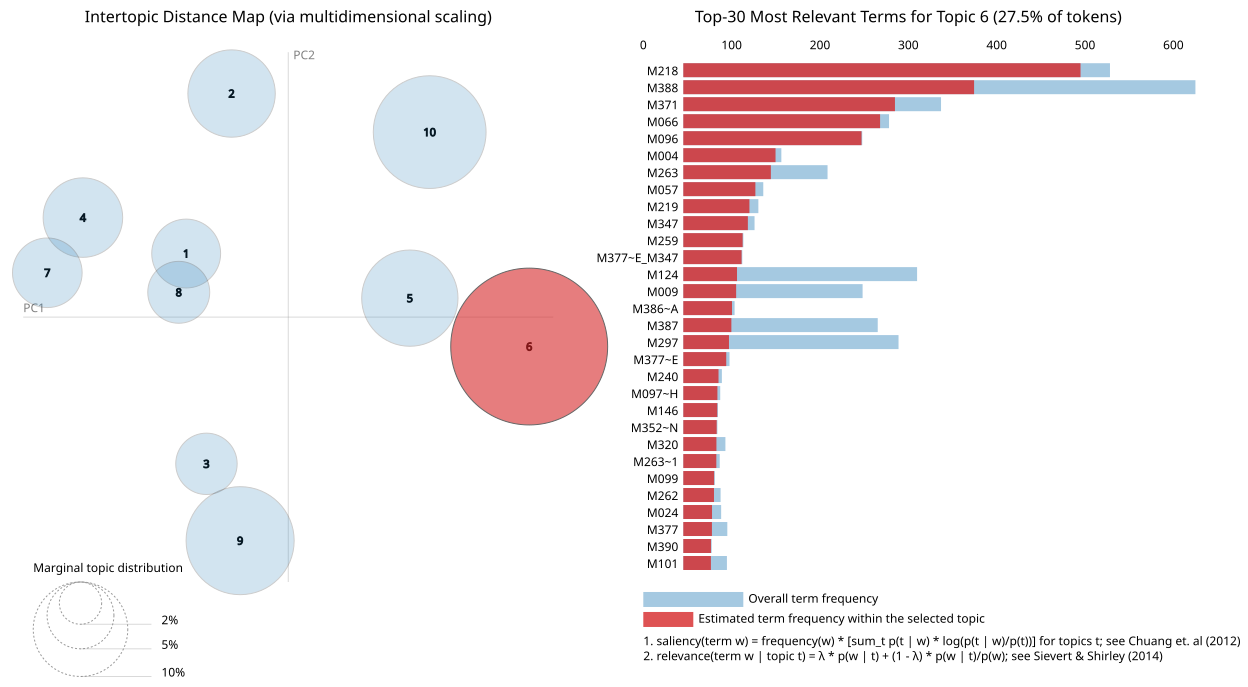 Intertopic Distance Map (via multidimensional scaling)
PC2
PC1
2
10
4
1
7
8
5
6
3
9
Marginal topic distribution
2%
5%
10%
Top-30 Most Relevant Terms for Topic 6 (27.5% of tokens)
0 100 200 300 400 500 600
M218
M388
M371
M066
M096
M004
M263
M057
M219
M347
M259
M377~E_M347
M124
M009
M386~A
M387
M297
M377~E
M240
M097~H
M146
M352~N
M320
M263~1
M099
M262
M024
M377
M390
M101
Overall term frequency
Estimated term frequency within the selected topic
1. saliency(term w) = frequency(w) * [sum_t p(t | w) * log(p(t | w)/p(t))] for topics t; see Chuang et. al (2012)
2. relevance(term w | topic t) = λ * p(w | t) + (1 - λ) * p(w | t)/p(w); see Sievert & Shirley (2014)